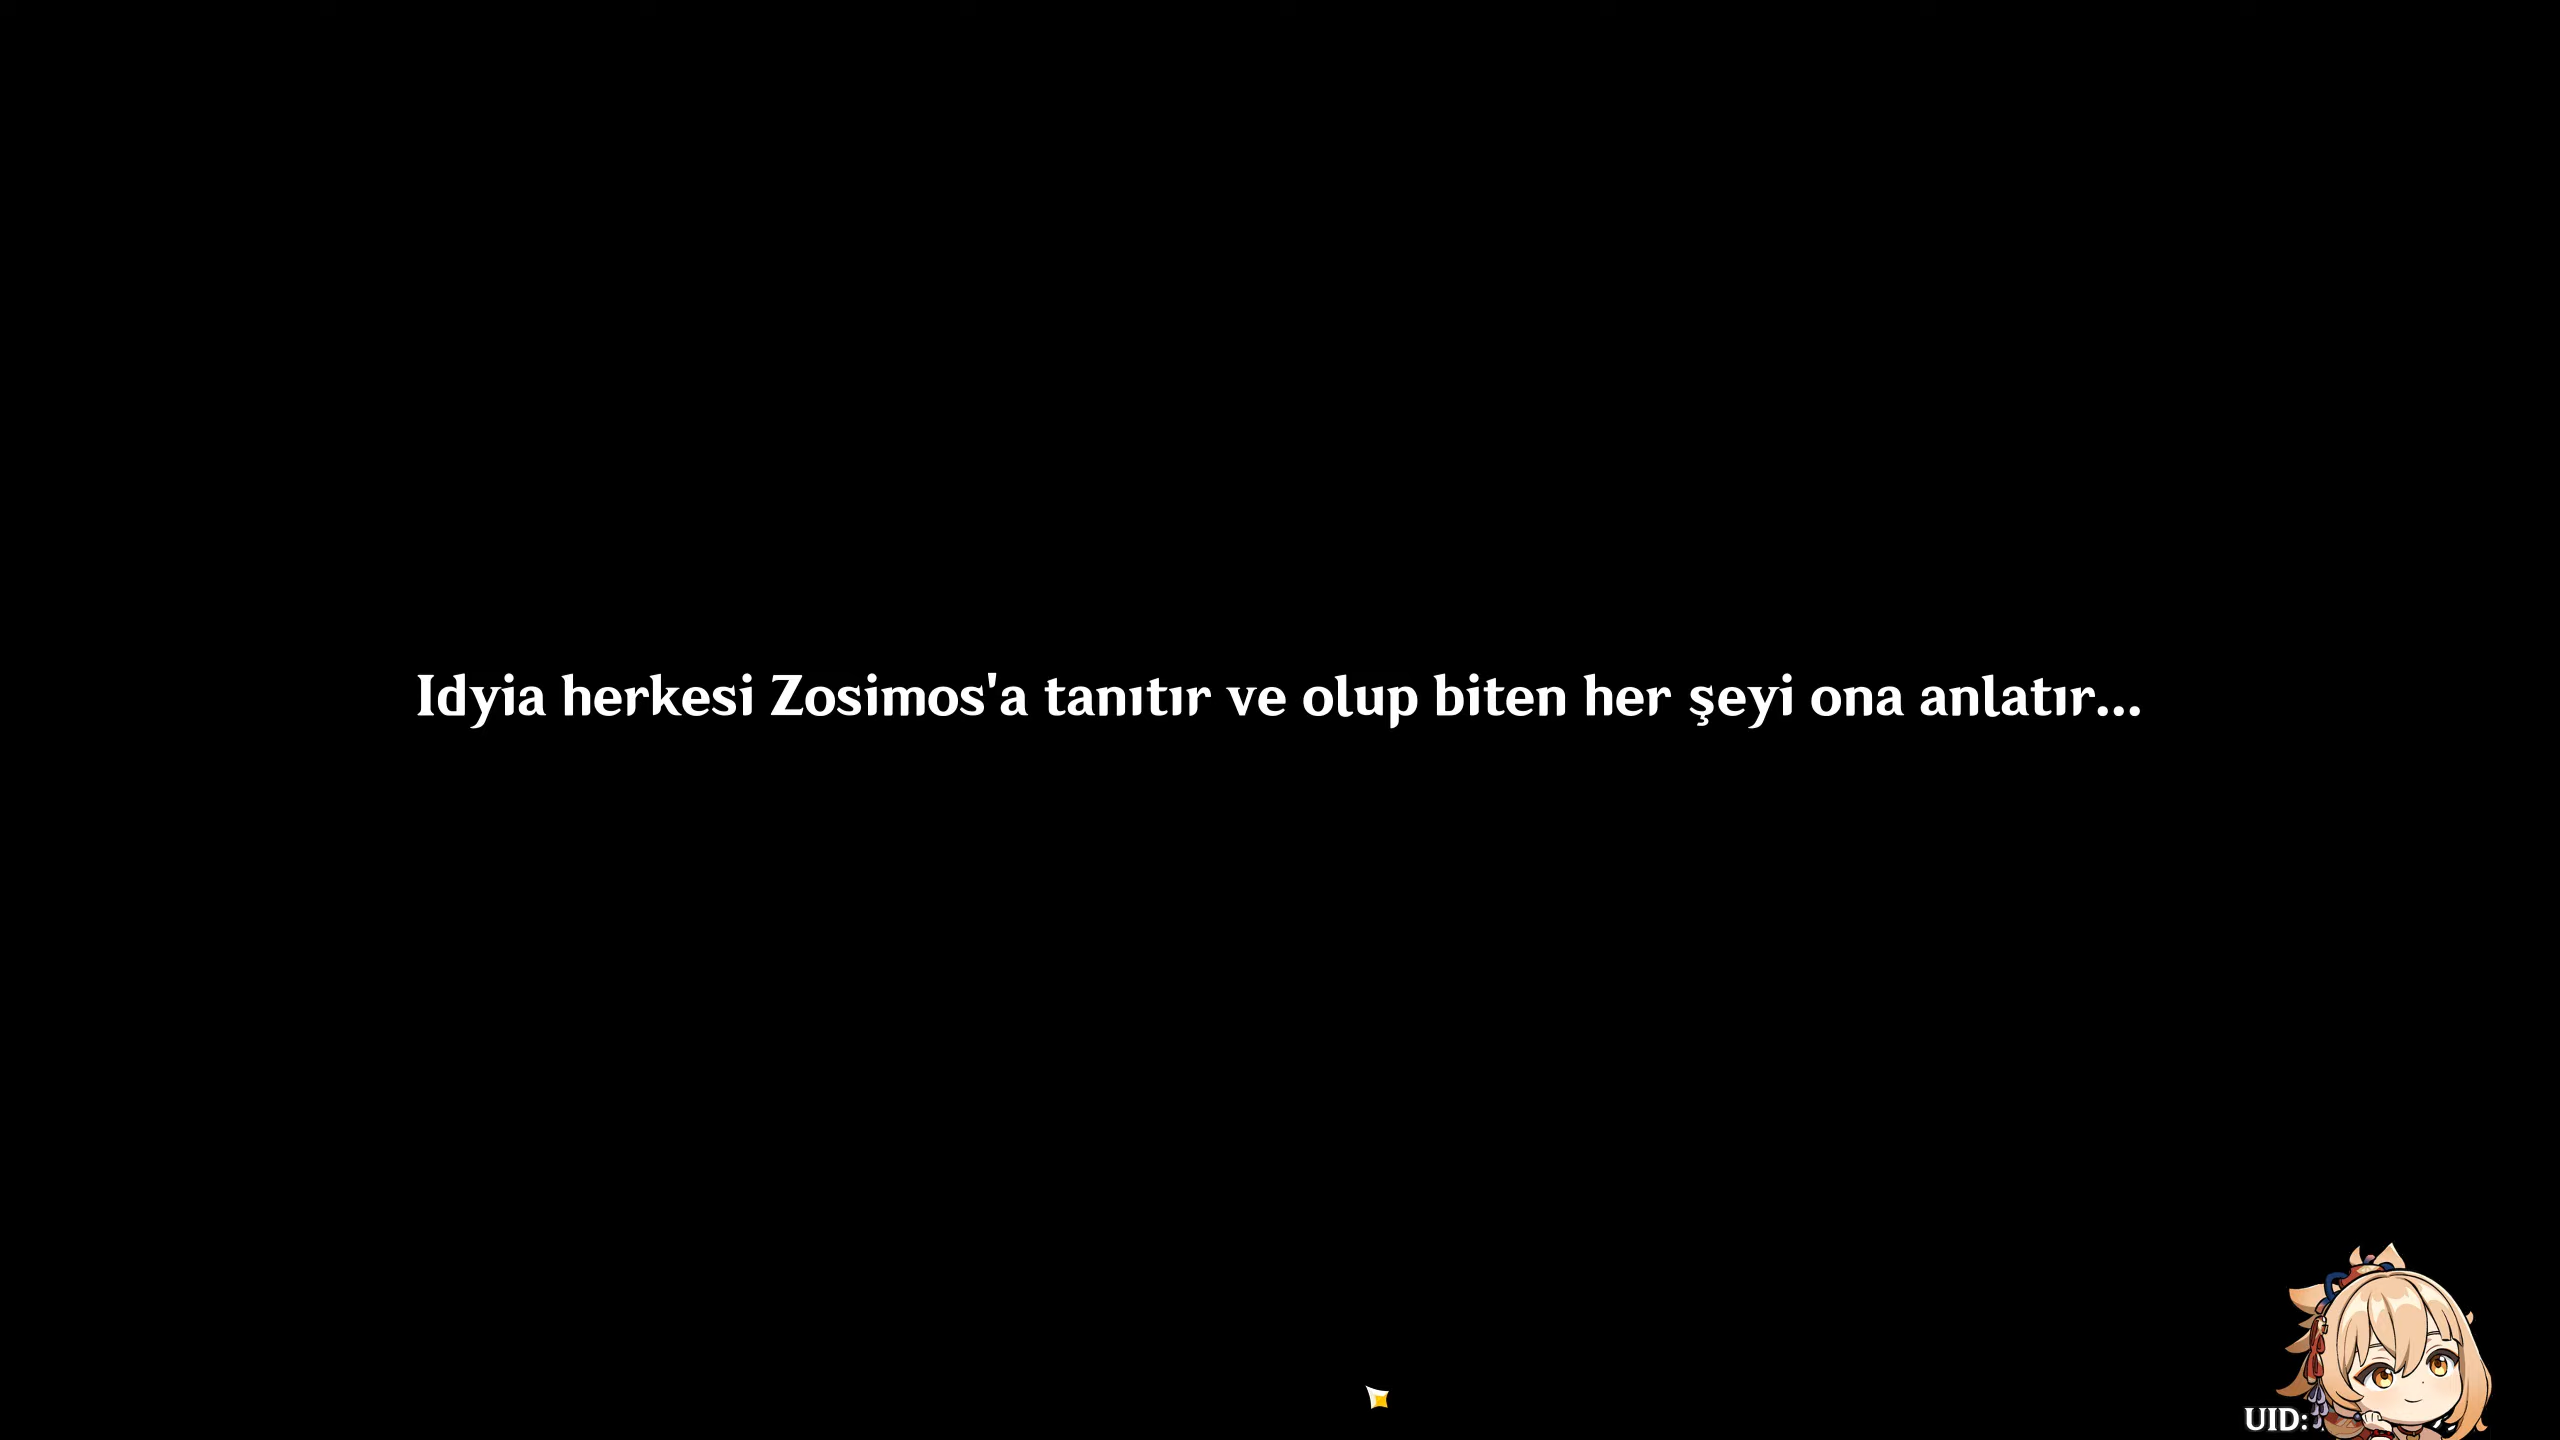 Idyia herkesi Zosimos'a tanıtır ve olup biten her şeyi ona anlatır...
UID: